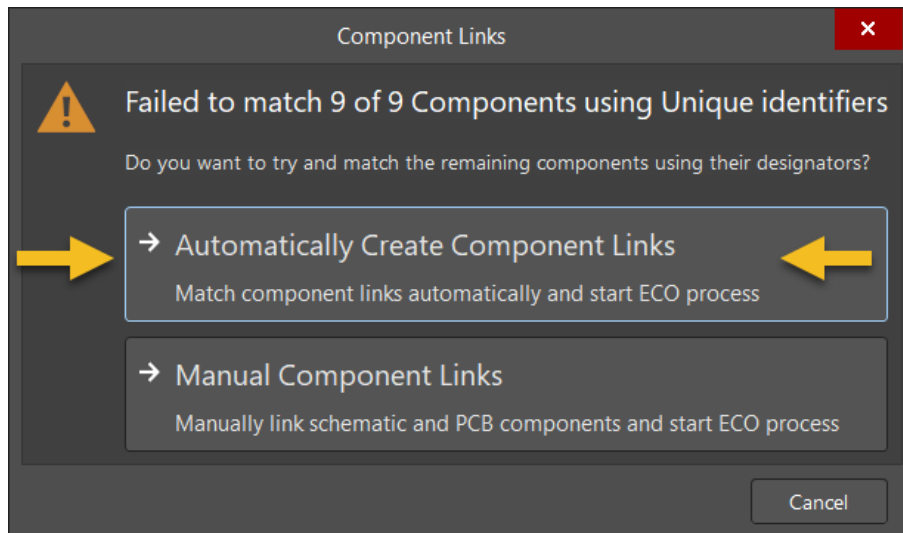 Component Links
Failed to match 9 of 9 Components using Unique identifiers
Do you want to try and match the remaining components using their designators?
Automatically Create Component Links
Match component links automatically and start ECO process
Manual Component Links
Manually link schematic and PCB components and start ECO process
Cancel